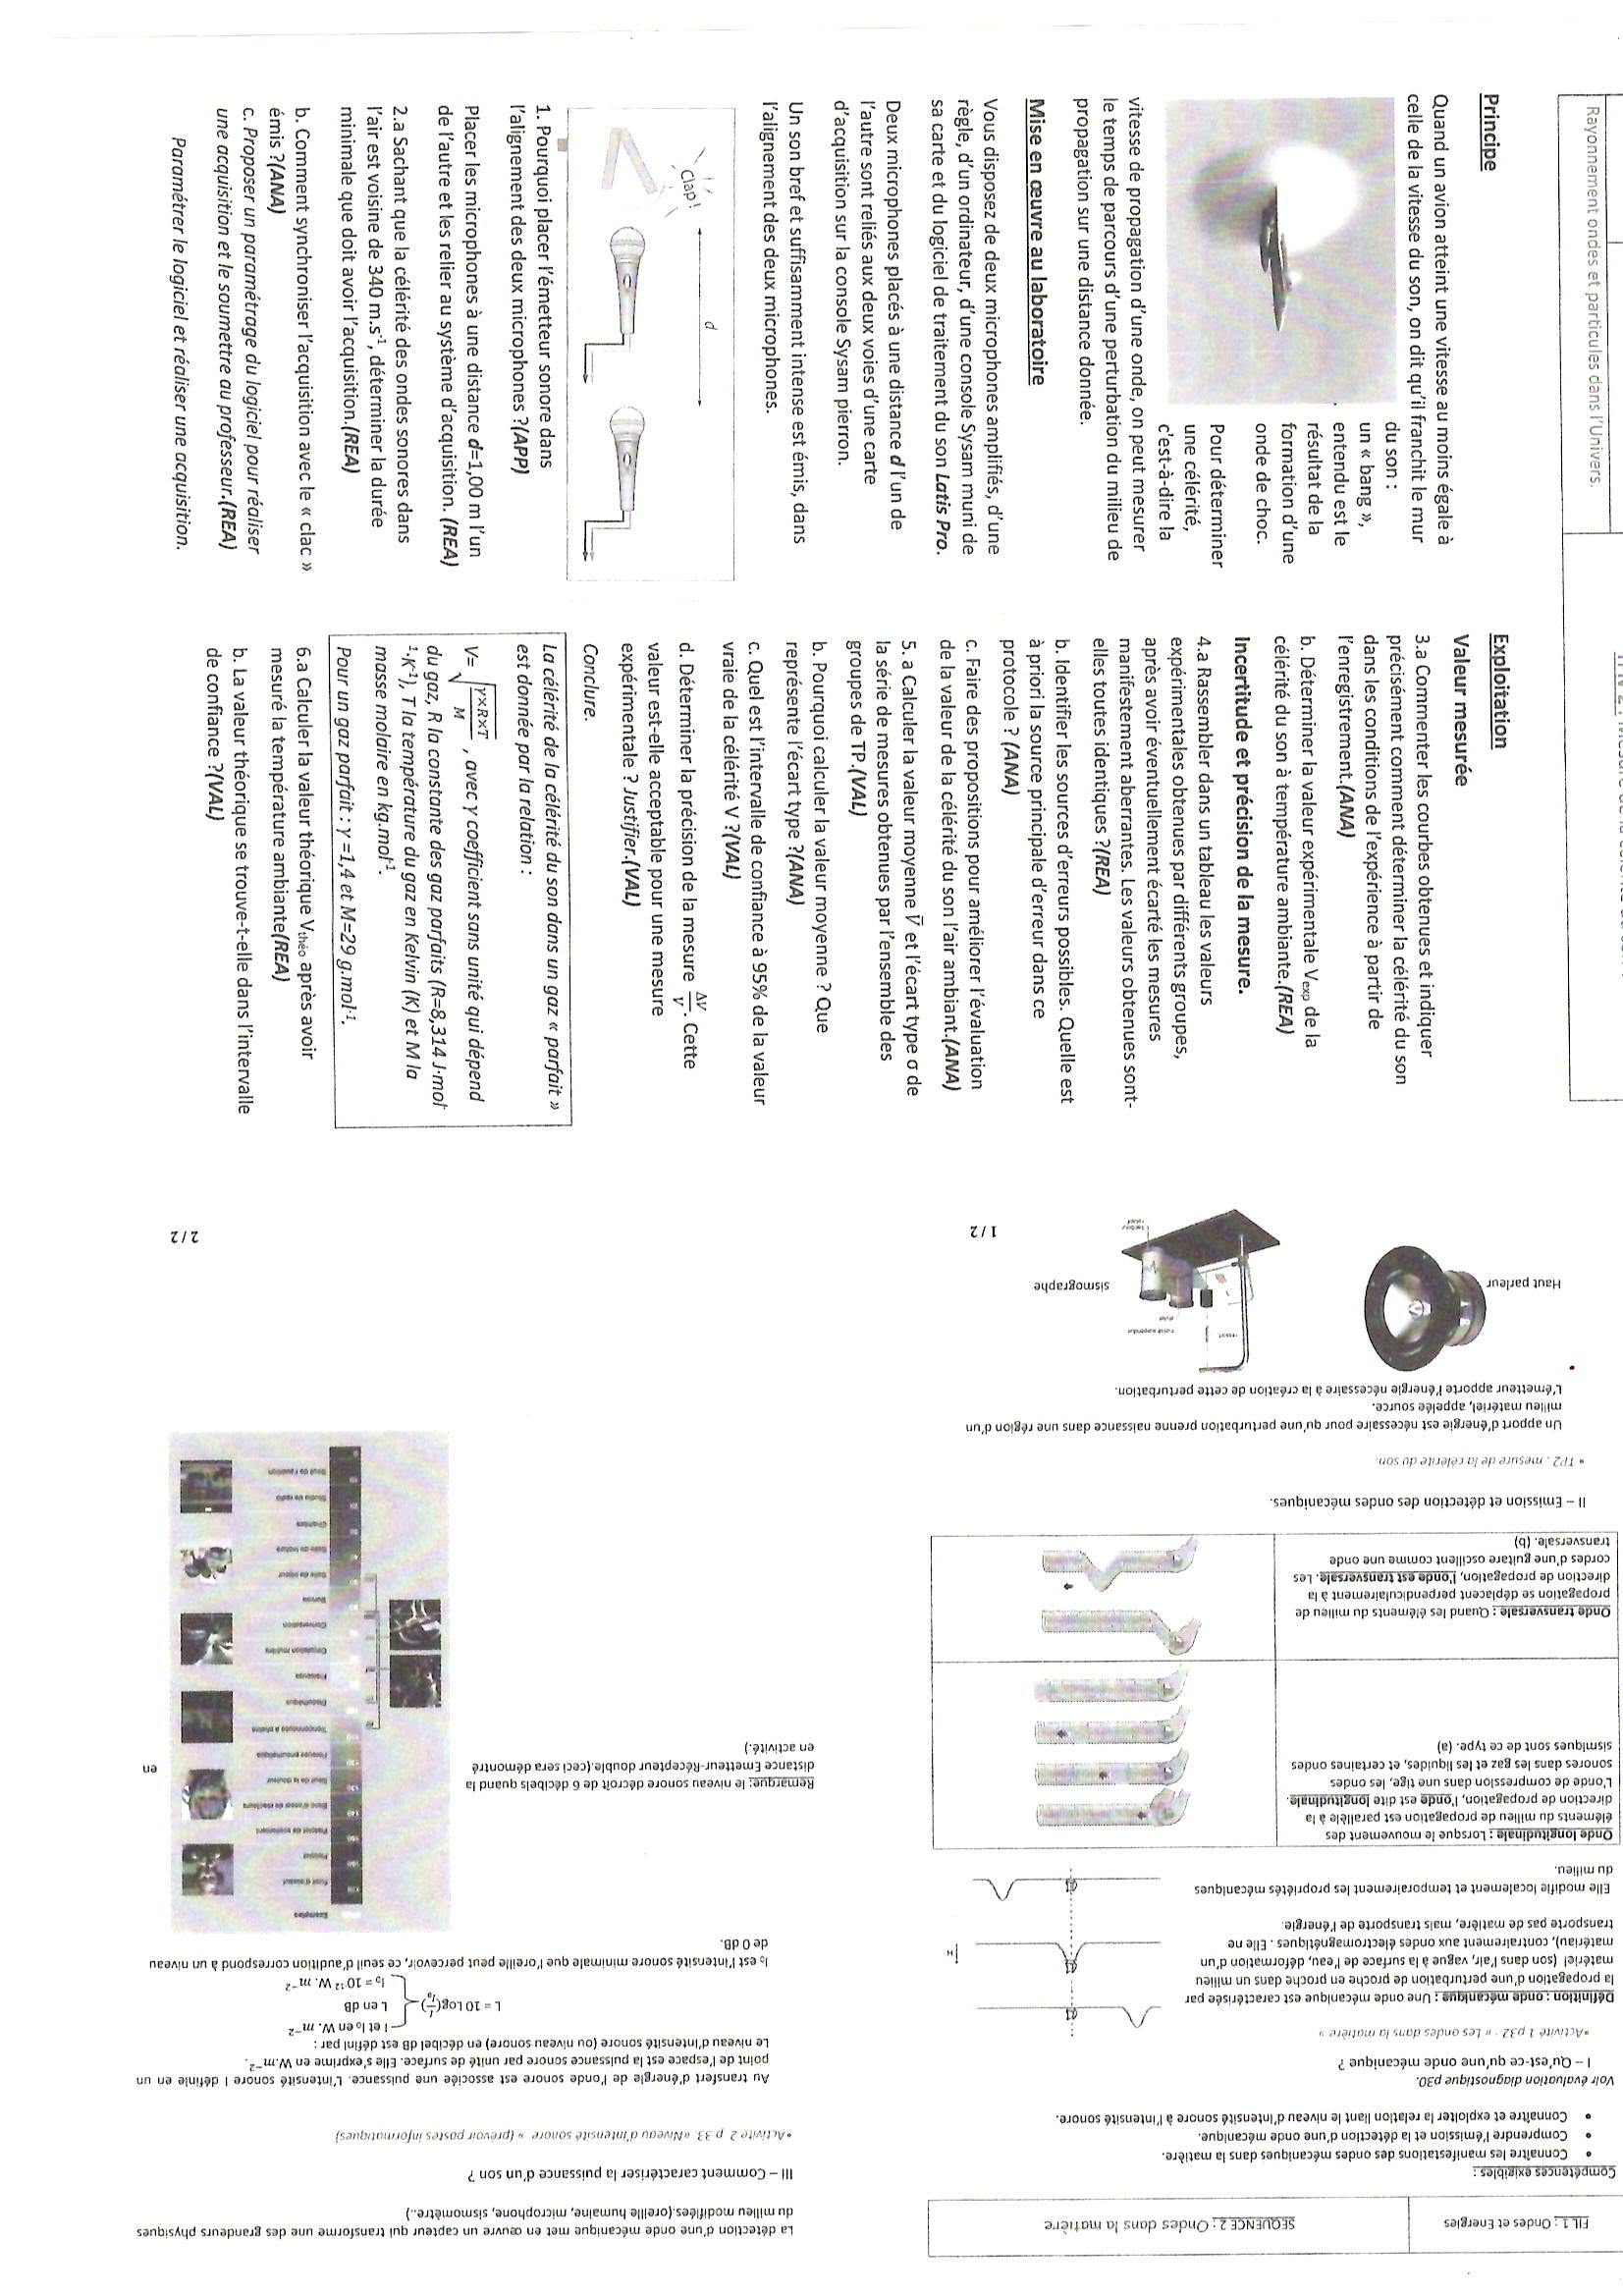 FIL 1 : Ondes et Energies
SEQUENCE 2 : Ondes dans la matière
Compétences exigibles :
• Connaître les manifestations des ondes mécaniques dans la matière.
• Comprendre l'émission et la détection d'une onde mécanique.
• Connaître et exploiter la relation liant le niveau d'intensité sonore à l'intensité sonore.
Voir évaluation diagnostique p30.
I – Qu'est-ce qu'une onde mécanique ?
•Activité 1 p32 : « Les ondes dans la matière »
Définition : onde mécanique : Une onde mécanique est caractérisée par
la propagation d'une perturbation de proche en proche dans un milieu
matériel (son dans l'air, vague à la surface de l'eau, déformation d'un
matériau), contrairement aux ondes électromagnétiques . Elle ne
transporte pas de matière, mais transporte de l'énergie.
Elle modifie localement et temporairement les propriétés mécaniques
du milieu.
Onde longitudinale : Lorsque le mouvement des
éléments du milieu de propagation est parallèle à la
direction de propagation, l'onde est dite longitudinale.
L'onde de compression dans une tige, les ondes
sonores dans les gaz et les liquides, et certaines ondes
sismiques sont de ce type. (a)
Onde transversale : Quand les éléments du milieu de
propagation se déplacent perpendiculairement à la
direction de propagation, l'onde est transversale. Les
cordes d'une guitare oscillent comme une onde
transversale. (b)
II – Emission et détection des ondes mécaniques.
• TP2 : mesure de la célérité du son.
Un apport d'énergie est nécessaire pour qu'une perturbation prenne naissance dans une région d'un
milieu matériel, appelée source.
L'émetteur apporte l'énergie nécessaire à la création de cette perturbation.
Haut parleur
ressort
masse suspendue
stylet
tambour
rotatif
sismographe
1 / 2
La détection d'une onde mécanique met en œuvre un capteur qui transforme une des grandeurs physiques
du milieu modifiées.(oreille humaine, microphone, sismomètre..)
III – Comment caractériser la puissance d'un son ?
•Activité 2 p 33 «Niveau d'intensité sonore » (prévoir postes informatiques)
Au transfert d'énergie de l'onde sonore est associée une puissance. L'intensité sonore I définie en un
point de l'espace est la puissance sonore par unité de surface. Elle s'exprime en W.m⁻².
Le niveau d'intensité sonore (ou niveau sonore) en décibel dB est défini par :
I et I₀ en W. m⁻²
L = 10 Log(I/I₀)
L en dB
I₀ = 10⁻¹² W. m⁻²
I₀ est l'intensité sonore minimale que l'oreille peut percevoir, ce seuil d'audition correspond à un niveau
de 0 dB.
Remarque: le niveau sonore décroît de 6 décibels quand la
distance Emetteur-Récepteur double.(ceci sera démontré en
en activité.)
Exemples
Fusil d'assaut
Pistolet de scellement
Banc d'essai de réacteurs
Seuil de la douleur
Tronçonneuse à chaîne
Discothèque
Circulation routière
Conversation
Bureau
Salle de séjour
Salle de lecture
Chambre
Studio de radio
Seuil de l'audition
2 / 2
Rayonnement ondes et particules dans l'Univers.
Principe
Quand un avion atteint une vitesse au moins égale à
celle de la vitesse du son, on dit qu'il franchit le mur
du son :
un « bang »,
entendu est le
résultat de la
formation d'une
onde de choc.
Pour déterminer
une célérité,
c'est-à-dire la
vitesse de propagation d'une onde, on peut mesurer
le temps de parcours d'une perturbation du milieu de
propagation sur une distance donnée.
Mise en œuvre au laboratoire
Vous disposez de deux microphones amplifiés, d'une
règle, d'un ordinateur, d'une console Sysam muni de
sa carte et du logiciel de traitement du son Latis Pro.
Deux microphones placés à une distance d l'un de
l'autre sont reliés aux deux voies d'une carte
d'acquisition sur la console Sysam pierron.
Un son bref et suffisamment intense est émis, dans
l'alignement des deux microphones.
Clap!
d
1. Pourquoi placer l'émetteur sonore dans
l'alignement des deux microphones ?(APP)
Placer les microphones à une distance d=1,00 m l'un
de l'autre et les relier au système d'acquisition. (REA)
2.a Sachant que la célérité des ondes sonores dans
l'air est voisine de 340 m.s⁻¹, déterminer la durée
minimale que doit avoir l'acquisition.(REA)
b. Comment synchroniser l'acquisition avec le « clac »
émis ?(ANA)
c. Proposer un paramétrage du logiciel pour réaliser
une acquisition et le soumettre au professeur.(REA)
Paramétrer le logiciel et réaliser une acquisition.
Exploitation
Valeur mesurée
3.a Commenter les courbes obtenues et indiquer
précisément comment déterminer la célérité du son
dans les conditions de l'expérience à partir de
l'enregistrement.(ANA)
b. Déterminer la valeur expérimentale Vexp de la
célérité du son à température ambiante.(REA)
Incertitude et précision de la mesure.
4.a Rassembler dans un tableau les valeurs
expérimentales obtenues par différents groupes,
après avoir éventuellement écarté les mesures
manifestement aberrantes. Les valeurs obtenues sont-
elles toutes identiques ?(REA)
b. Identifier les sources d'erreurs possibles. Quelle est
à priori la source principale d'erreur dans ce
protocole ? (ANA)
c. Faire des propositions pour améliorer l'évaluation
de la valeur de la célérité du son l'air ambiant.(ANA)
5. a Calculer la valeur moyenne V̅ et l'écart type σ de
la série de mesures obtenues par l'ensemble des
groupes de TP.(VAL)
b. Pourquoi calculer la valeur moyenne ? Que
représente l'écart type ?(ANA)
c. Quel est l'intervalle de confiance à 95% de la valeur
vraie de la célérité V ?(VAL)
d. Déterminer la précision de la mesure ΔV/V. Cette
valeur est-elle acceptable pour une mesure
expérimentale ? Justifier.(VAL)
Conclure.
La célérité de la célérité du son dans un gaz « parfait »
est donnée par la relation :
V= √(γ×R×T/M) , avec γ coefficient sans unité qui dépend
du gaz, R la constante des gaz parfaits (R=8,314 J·mol⁻
¹·K⁻¹), T la température du gaz en Kelvin (K) et M la
masse molaire en kg.mol⁻¹.
Pour un gaz parfait : γ =1,4 et M=29 g.mol⁻¹.
6.a Calculer la valeur théorique Vthéo après avoir
mesuré la température ambiante(REA)
b. La valeur théorique se trouve-t-elle dans l'intervalle
de confiance ?(VAL)